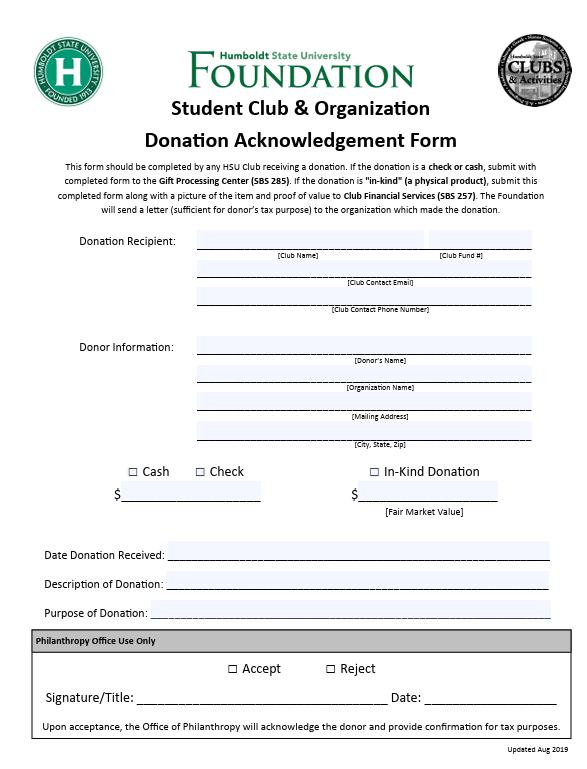 HUMBOLDT STATE UNIVERSITY
H
FOUNDED 1913
Humboldt State University
FOUNDATION
Humboldt State
CLUBS
& Activities
Student Club & Organization
Donation Acknowledgement Form
This form should be completed by any HSU Club receiving a donation. If the donation is a check or cash, submit with
completed form to the Gift Processing Center (SBS 285). If the donation is "in-kind" (a physical product), submit this
completed form along with a picture of the item and proof of value to Club Financial Services (SBS 257). The Foundation
will send a letter (sufficient for donor's tax purpose) to the organization which made the donation.
Donation Recipient:
[Club Name] [Club Fund #]
[Club Contact Email]
[Club Contact Phone Number]
Donor Information:
[Donor's Name]
[Organization Name]
[Mailing Address]
[City, State, Zip]
☐ Cash ☐ Check ☐ In-Kind Donation
$____________________ $____________________
[Fair Market Value]
Date Donation Received:
Description of Donation:
Purpose of Donation:
Philanthropy Office Use Only
☐ Accept ☐ Reject
Signature/Title: ____________________ Date: ____________________
Upon acceptance, the Office of Philanthropy will acknowledge the donor and provide confirmation for tax purposes.
Updated Aug 2019